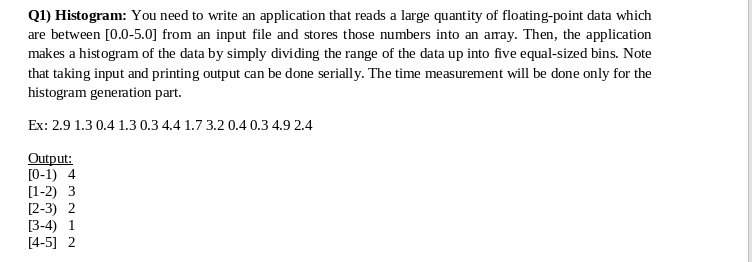 Q1) Histogram: You need to write an application that reads a large quantity of floating-point data which
are between [0.0-5.0] from an input file and stores those numbers into an array. Then, the application
makes a histogram of the data by simply dividing the range of the data up into five equal-sized bins. Note
that taking input and printing output can be done serially. The time measurement will be done only for the
histogram generation part.
Ex: 2.9 1.3 0.4 1.3 0.3 4.4 1.7 3.2 0.4 0.3 4.9 2.4
Output:
[0-1) 4
[1-2) 3
[2-3) 2
[3-4) 1
[4-5] 2